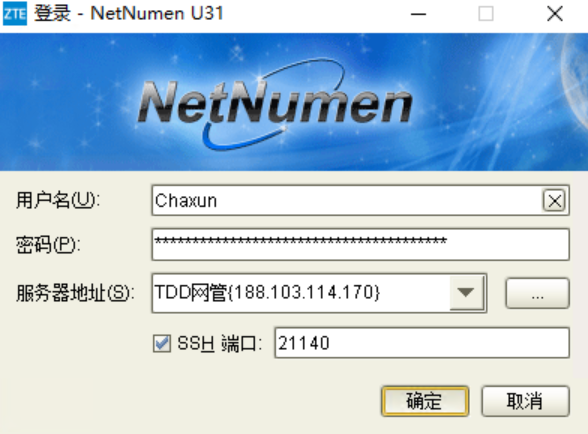 ZTE 登录 - NetNumen U31
NetNumen
用户名(U): Chaxun
密码(P): ***************************************
服务器地址(S): TDD网管{188.103.114.170} ...
SSH 端口: 21140
确定 取消